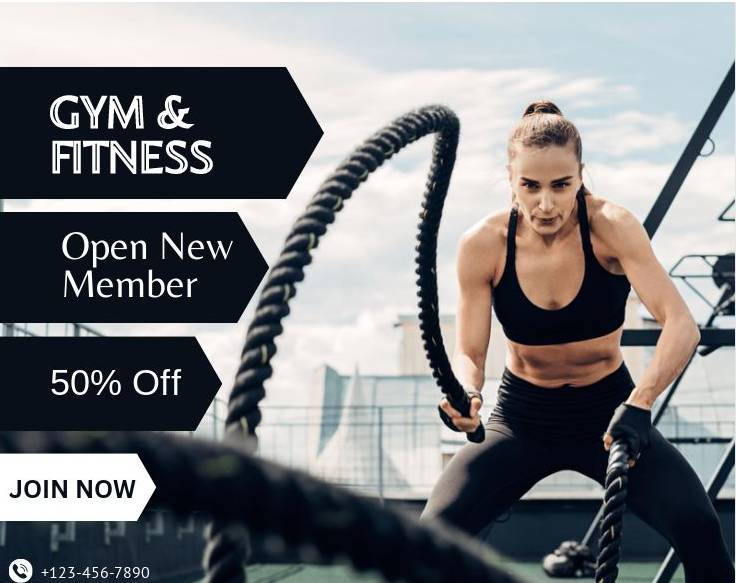 GYM &
FITNESS
Open New
Member
50% Off
JOIN NOW
+123-456-7890